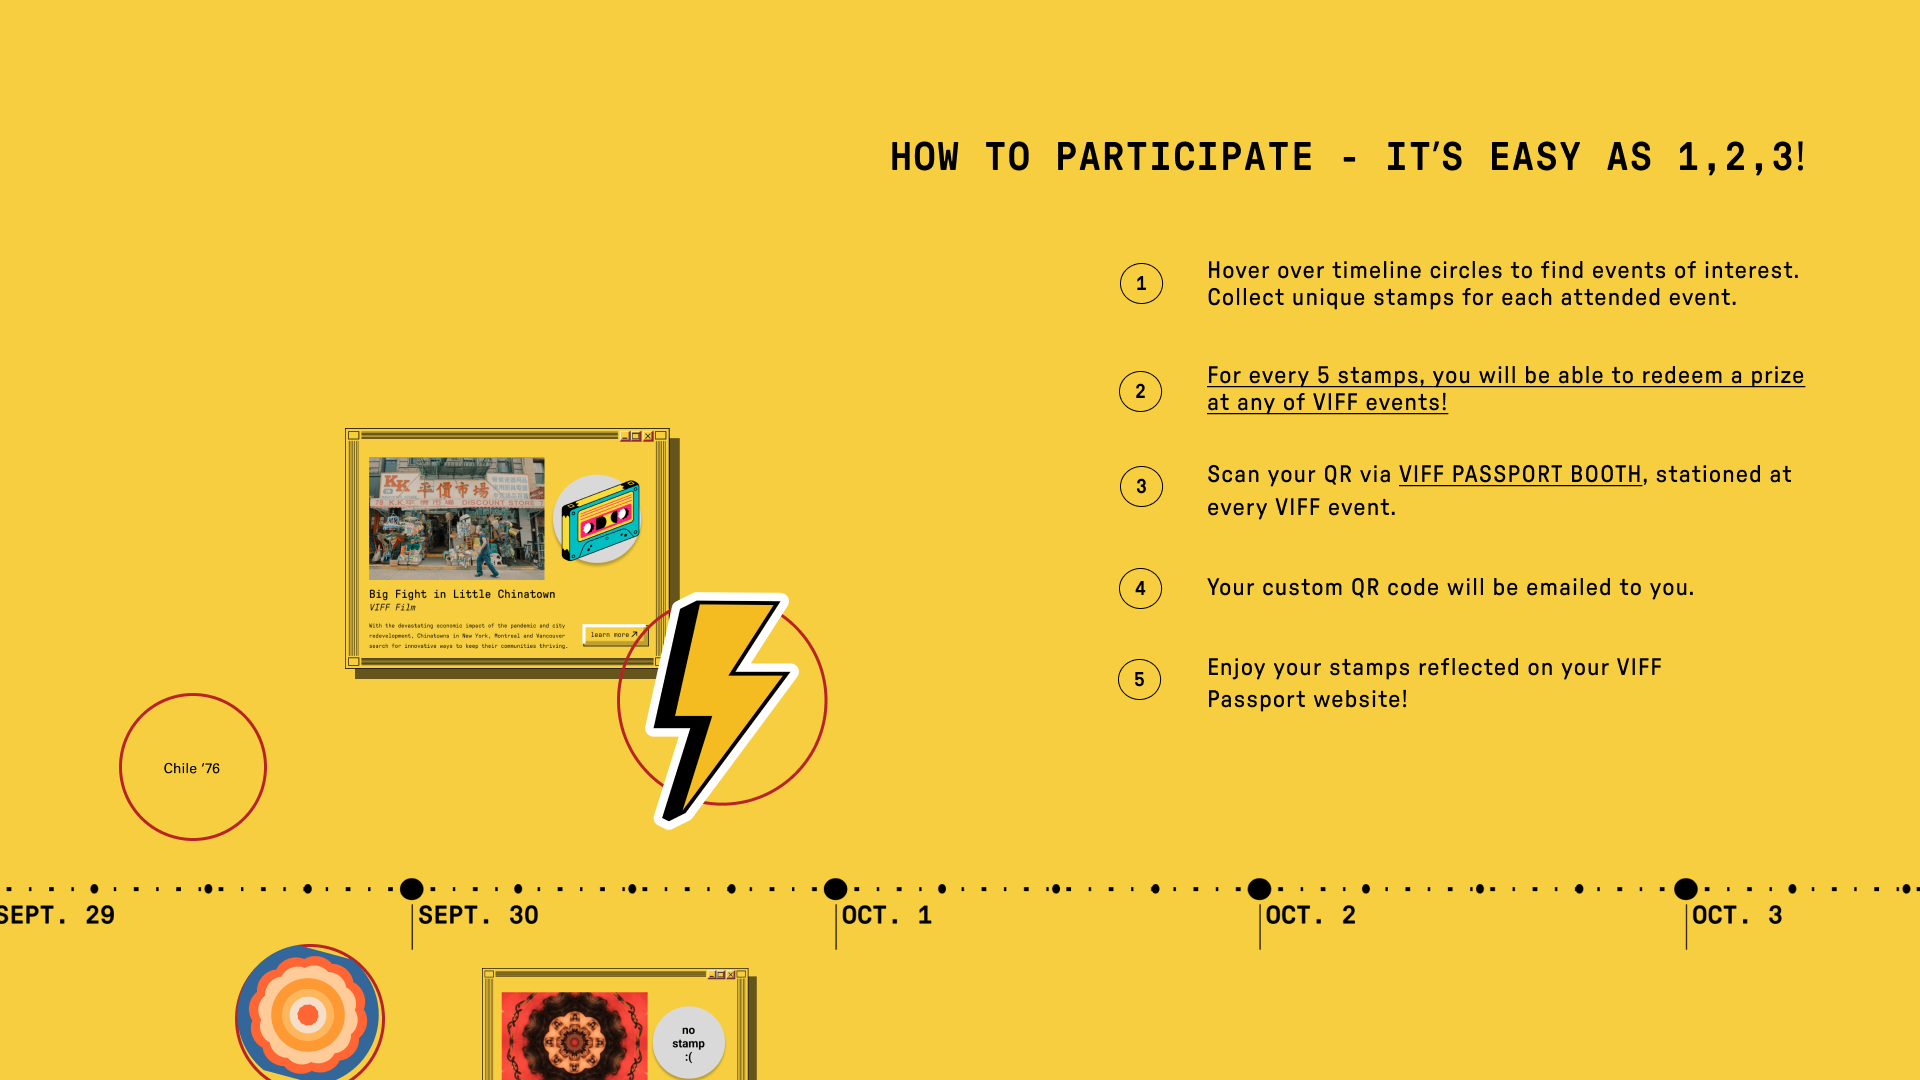 HOW TO PARTICIPATE - IT'S EASY AS 1,2,3!
1
Hover over timeline circles to find events of interest.
Collect unique stamps for each attended event.
2
For every 5 stamps, you will be able to redeem a prize
at any of VIFF events!
3
Scan your QR via VIFF PASSPORT BOOTH, stationed at
every VIFF event.
4
Your custom QR code will be emailed to you.
5
Enjoy your stamps reflected on your VIFF
Passport website!
KK 平價市場
DISCOUNT STORE
Big Fight in Little Chinatown
VIFF Film
With the devastating economic impact of the pandemic and city
redevelopment, Chinatowns in New York, Montreal and Vancouver
search for innovative ways to keep their communities thriving.
learn more
Chile '76
SEPT. 29
SEPT. 30
OCT. 1
OCT. 2
OCT. 3
no
stamp
:(